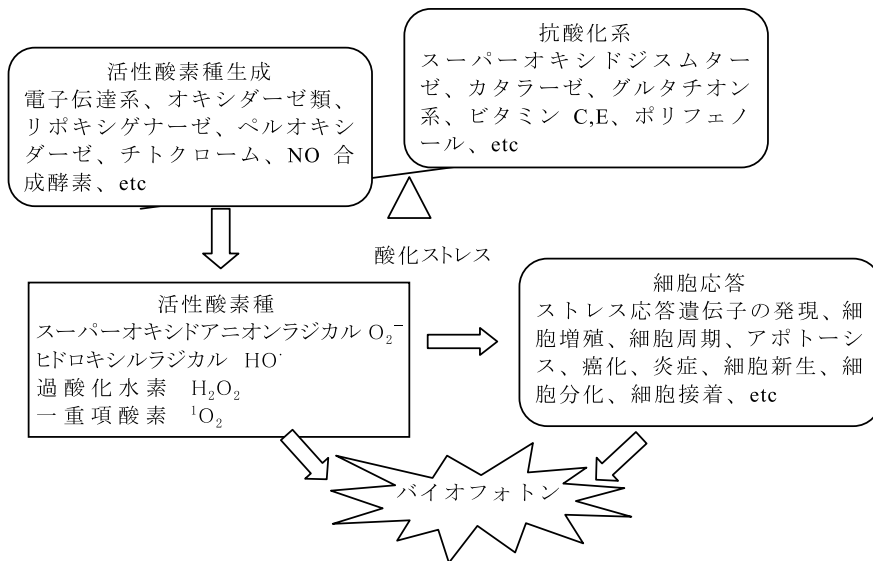 活性酸素種生成
電子伝達系、オキシダーゼ類、
リポキシゲナーゼ、ペルオキシ
ダーゼ、チトクローム、NO 合
成酵素、etc
抗酸化系
スーパーオキシドジスムター
ゼ、カタラーゼ、グルタチオン
系、ビタミン C,E、ポリフェノ
ール、etc
酸化ストレス
活性酸素種
スーパーオキシドアニオンラジカル O₂⁻
ヒドロキシルラジカル HO˙
過酸化水素 H₂O₂
一重項酸素 ¹O₂
細胞応答
ストレス応答遺伝子の発現、細
胞増殖、細胞周期、アポトーシ
ス、癌化、炎症、細胞新生、細
胞分化、細胞接着、etc
バイオフォトン